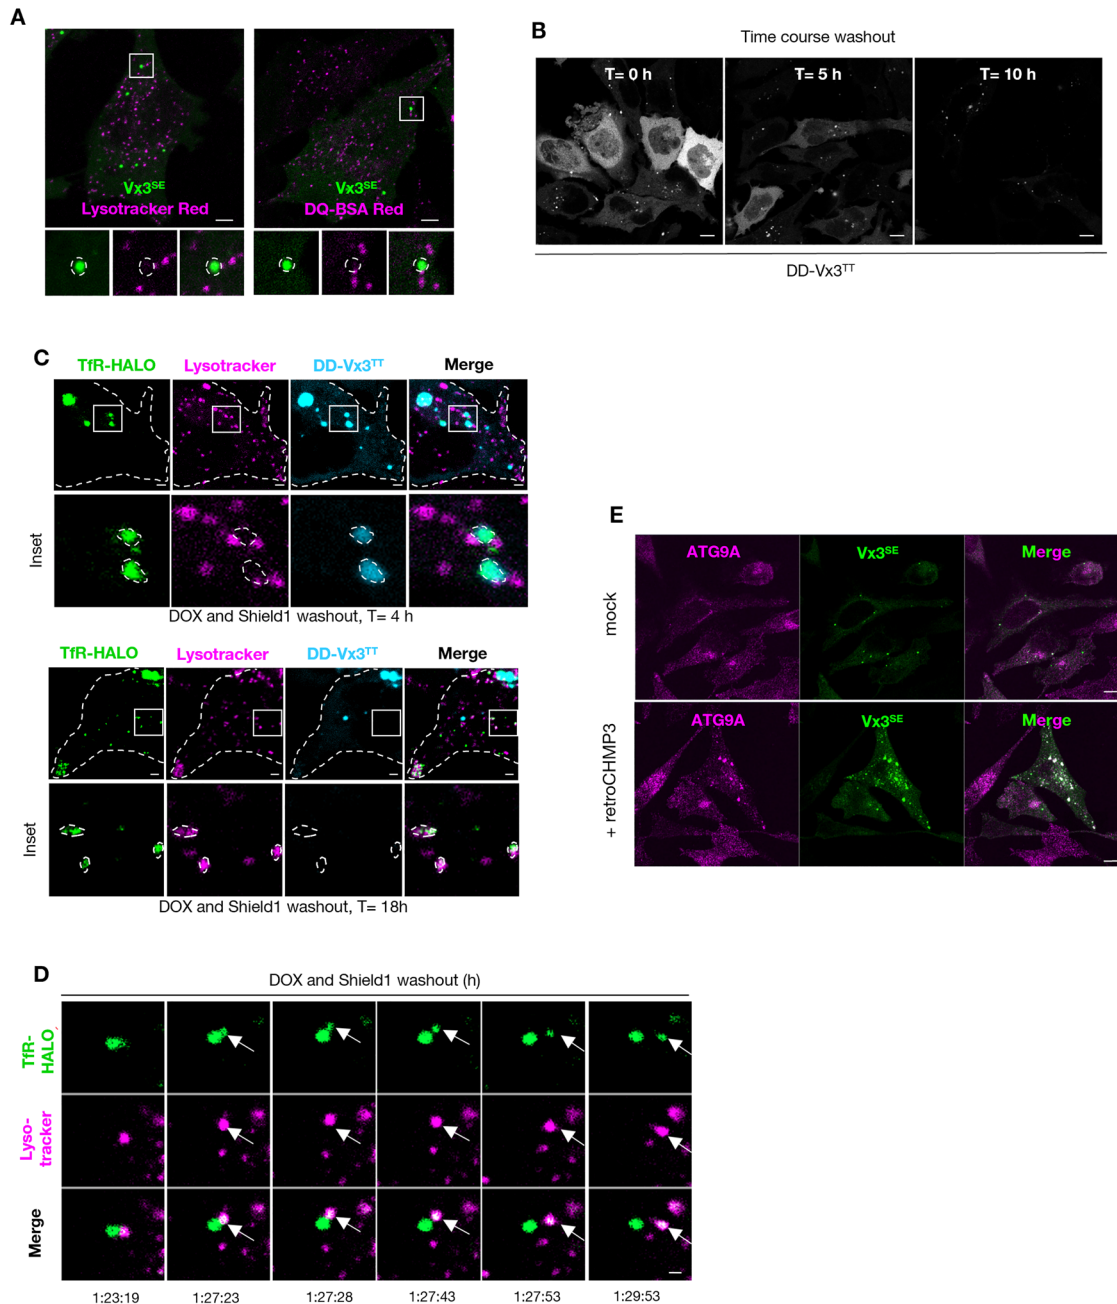 A
Vx3SE
Lysotracker Red
Vx3SE
DQ-BSA Red
B
Time course washout
T= 0 h
T= 5 h
T= 10 h
DD-Vx3TT
C
TfR-HALO
Lysotracker
DD-Vx3TT
Merge
Inset
DOX and Shield1 washout, T= 4 h
TfR-HALO
Lysotracker
DD-Vx3TT
Merge
Inset
DOX and Shield1 washout, T= 18h
D
DOX and Shield1 washout (h)
TfR-
HALO
Lyso-
tracker
Merge
1:23:19
1:27:23
1:27:28
1:27:43
1:27:53
1:29:53
E
ATG9A
Vx3SE
Merge
mock
ATG9A
Vx3SE
Merge
+ retroCHMP3